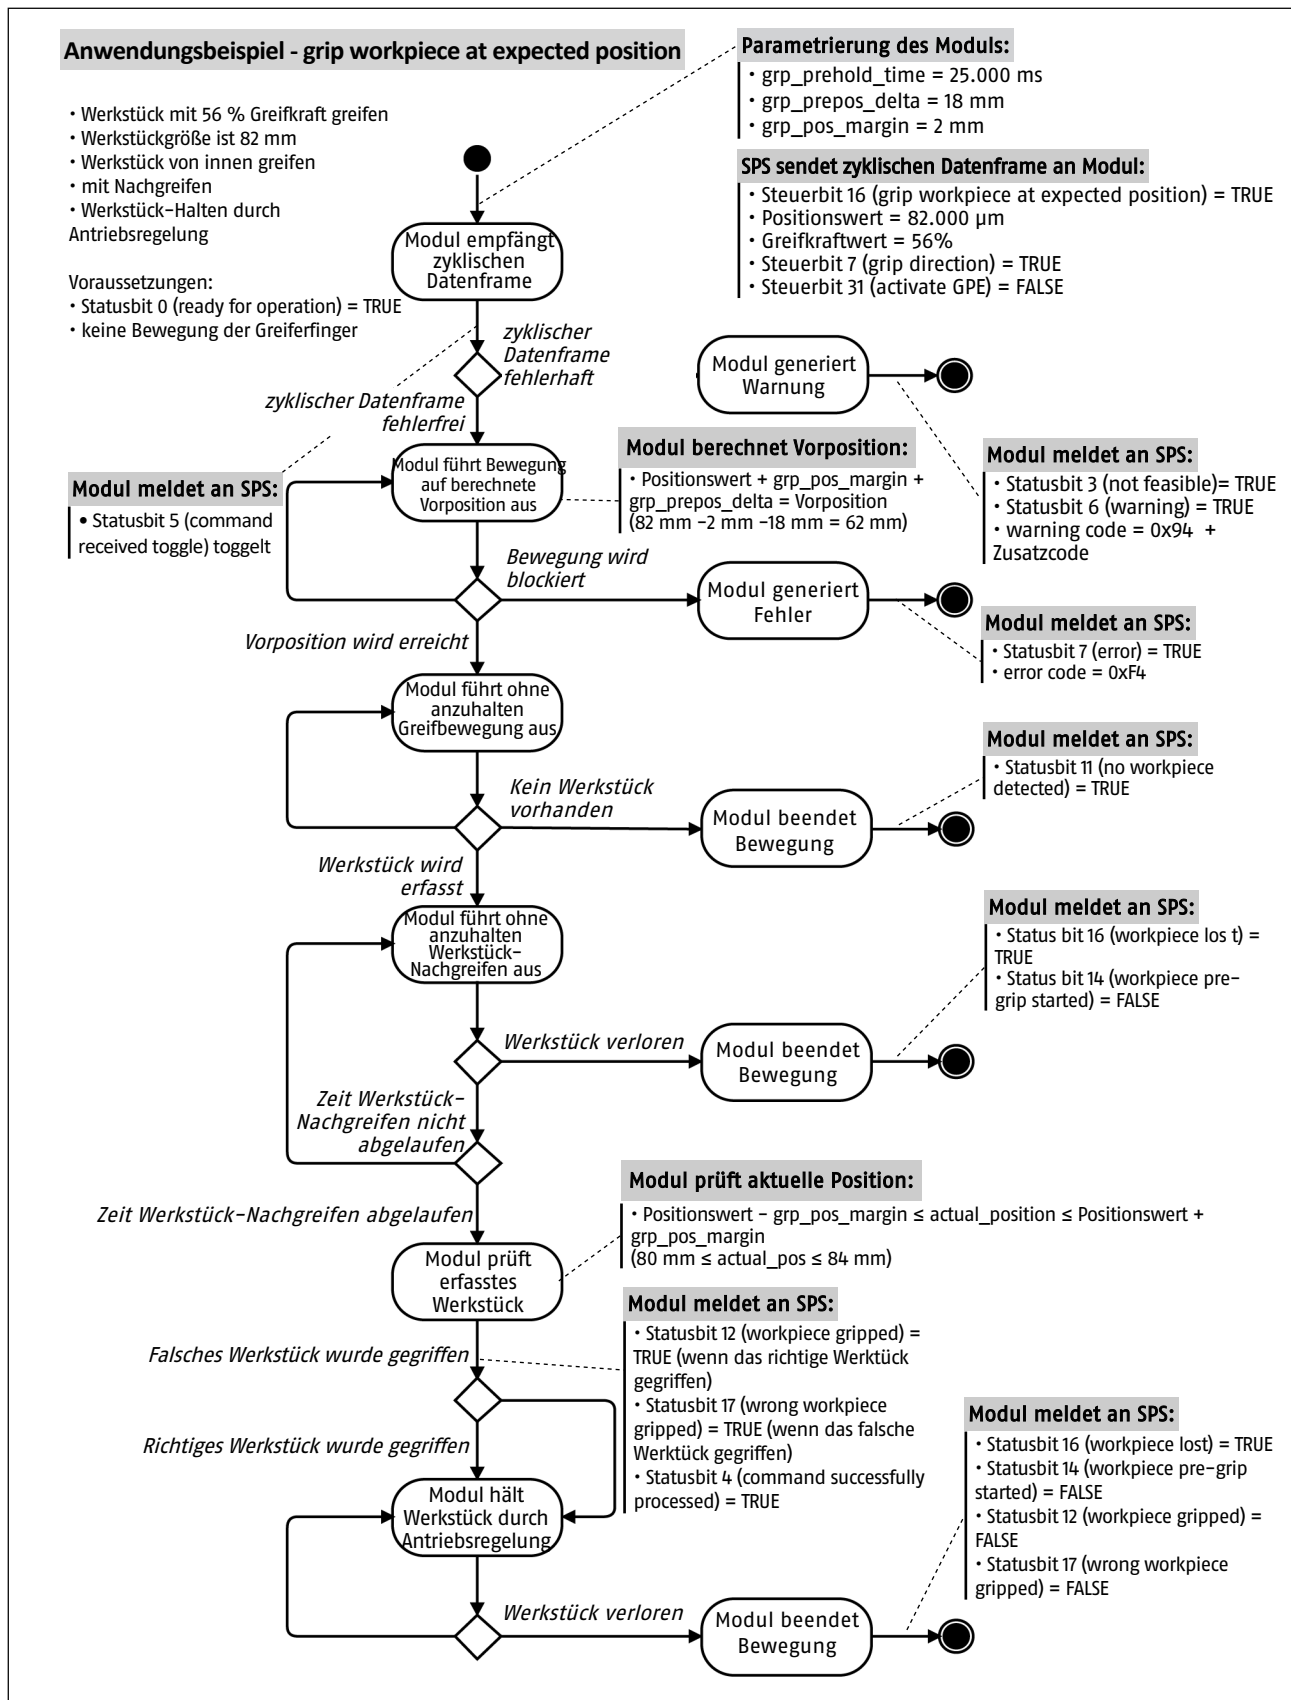 Anwendungsbeispiel - grip workpiece at expected position
• Werkstück mit 56 % Greifkraft greifen
• Werkstückgröße ist 82 mm
• Werkstück von innen greifen
• mit Nachgreifen
• Werkstück-Halten durch
Antriebsregelung
Voraussetzungen:
• Statusbit 0 (ready for operation) = TRUE
• keine Bewegung der Greiferfinger
Parametrierung des Moduls:
• grp_prehold_time = 25.000 ms
• grp_prepos_delta = 18 mm
• grp_pos_margin = 2 mm
SPS sendet zyklischen Datenframe an Modul:
• Steuerbit 16 (grip workpiece at expected position) = TRUE
• Positionswert = 82.000 µm
• Greifkraftwert = 56%
• Steuerbit 7 (grip direction) = TRUE
• Steuerbit 31 (activate GPE) = FALSE
Modul empfängt
zyklischen
Datenframe
zyklischer
Datenframe
fehlerhaft
Modul generiert
Warnung
zyklischer Datenframe
fehlerfrei
Modul meldet an SPS:
• Statusbit 3 (not feasible)= TRUE
• Statusbit 6 (warning) = TRUE
• warning code = 0x94 +
Zusatzcode
Modul meldet an SPS:
• Statusbit 5 (command
received toggle) toggelt
Modul führt Bewegung
auf berechnete
Vorposition aus
Modul berechnet Vorposition:
• Positionswert + grp_pos_margin +
grp_prepos_delta = Vorposition
(82 mm -2 mm -18 mm = 62 mm)
Bewegung wird
blockiert
Modul generiert
Fehler
Modul meldet an SPS:
• Statusbit 7 (error) = TRUE
• error code = 0xF4
Vorposition wird erreicht
Modul führt ohne
anzuhalten
Greifbewegung aus
Kein Werkstück
vorhanden
Modul beendet
Bewegung
Modul meldet an SPS:
• Statusbit 11 (no workpiece
detected) = TRUE
Werkstück wird
erfasst
Modul führt ohne
anzuhalten
Werkstück-
Nachgreifen aus
Modul meldet an SPS:
• Status bit 16 (workpiece los t) =
TRUE
• Status bit 14 (workpiece pre-
grip started) = FALSE
Werkstück verloren
Modul beendet
Bewegung
Zeit Werkstück-
Nachgreifen nicht
abgelaufen
Zeit Werkstück-Nachgreifen abgelaufen
Modul prüft
erfasstes
Werkstück
Modul prüft aktuelle Position:
• Positionswert - grp_pos_margin ≤ actual_position ≤ Positionswert +
grp_pos_margin
(80 mm ≤ actual_pos ≤ 84 mm)
Falsches Werkstück wurde gegriffen
Modul meldet an SPS:
• Statusbit 12 (workpiece gripped) =
TRUE (wenn das richtige Werktück
gegriffen)
• Statusbit 17 (wrong workpiece
gripped) = TRUE (wenn das falsche
Werktück gegriffen)
• Statusbit 4 (command successfully
processed) = TRUE
Richtiges Werkstück wurde gegriffen
Modul hält
Werkstück durch
Antriebsregelung
Modul meldet an SPS:
• Statusbit 16 (workpiece lost) = TRUE
• Statusbit 14 (workpiece pre-grip
started) = FALSE
• Statusbit 12 (workpiece gripped) =
FALSE
• Statusbit 17 (wrong workpiece
gripped) = FALSE
Werkstück verloren
Modul beendet
Bewegung